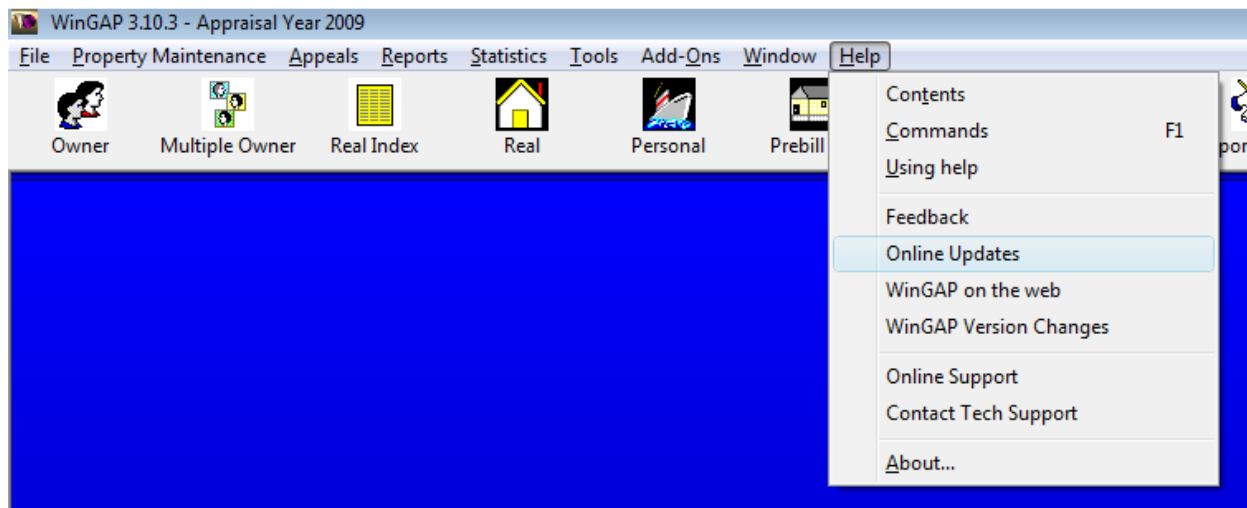 WinGAP 3.10.3 - Appraisal Year 2009
File Property Maintenance Appeals Reports Statistics Tools Add-Ons Window Help
Owner Multiple Owner Real Index Real Personal Prebill
Contents
Commands F1
Using help
Feedback
Online Updates
WinGAP on the web
WinGAP Version Changes
Online Support
Contact Tech Support
About...